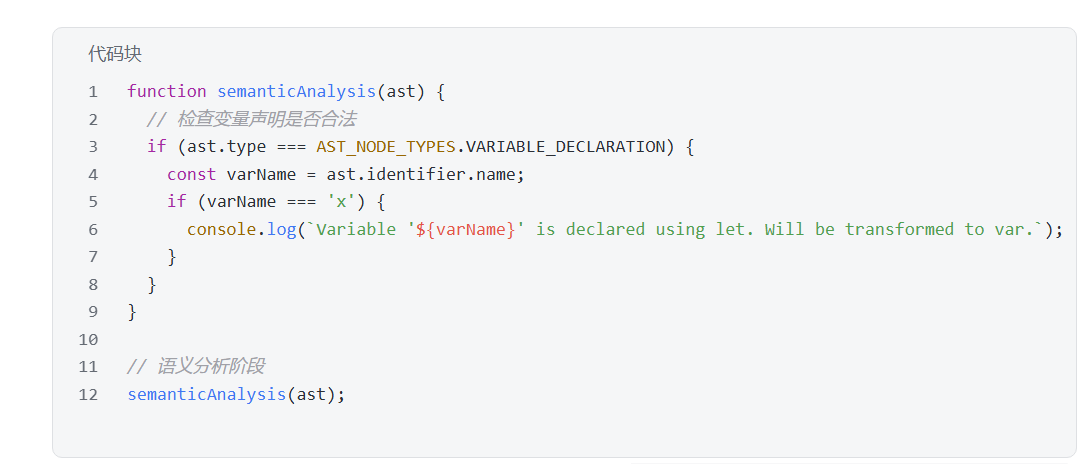 代码块
1 function semanticAnalysis(ast) {
2 // 检查变量声明是否合法
3 if (ast.type === AST_NODE_TYPES.VARIABLE_DECLARATION) {
4 const varName = ast.identifier.name;
5 if (varName === 'x') {
6 console.log(`Variable '${varName}' is declared using let. Will be transformed to var.`);
7 }
8 }
9 }
10
11 // 语义分析阶段
12 semanticAnalysis(ast);